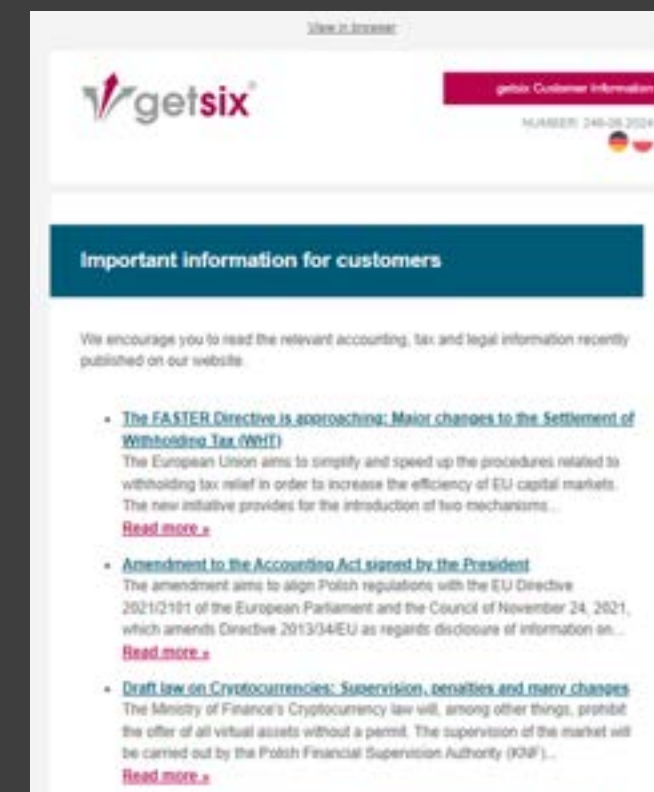 View in browser
getsix®
getsix Customer Information
NUMBER: 246-08.2024
Important information for customers
We encourage you to read the relevant accounting, tax and legal information recently
published on our website.
• The FASTER Directive is approaching: Major changes to the Settlement of
Withholding Tax (WHT)
The European Union aims to simplify and speed up the procedures related to
withholding tax relief in order to increase the efficiency of EU capital markets.
The new initiative provides for the introduction of two mechanisms...
Read more »
• Amendment to the Accounting Act signed by the President
The amendment aims to align Polish regulations with the EU Directive
2021/2101 of the European Parliament and the Council of November 24, 2021,
which amends Directive 2013/34/EU as regards disclosure of information on...
Read more »
• Draft law on Cryptocurrencies: Supervision, penalties and many changes
The Ministry of Finance's Cryptocurrency law will, among other things, prohibit
the offer of all virtual assets without a permit. The supervision of the market will
be carried out by the Polish Financial Supervision Authority (KNF)...
Read more »